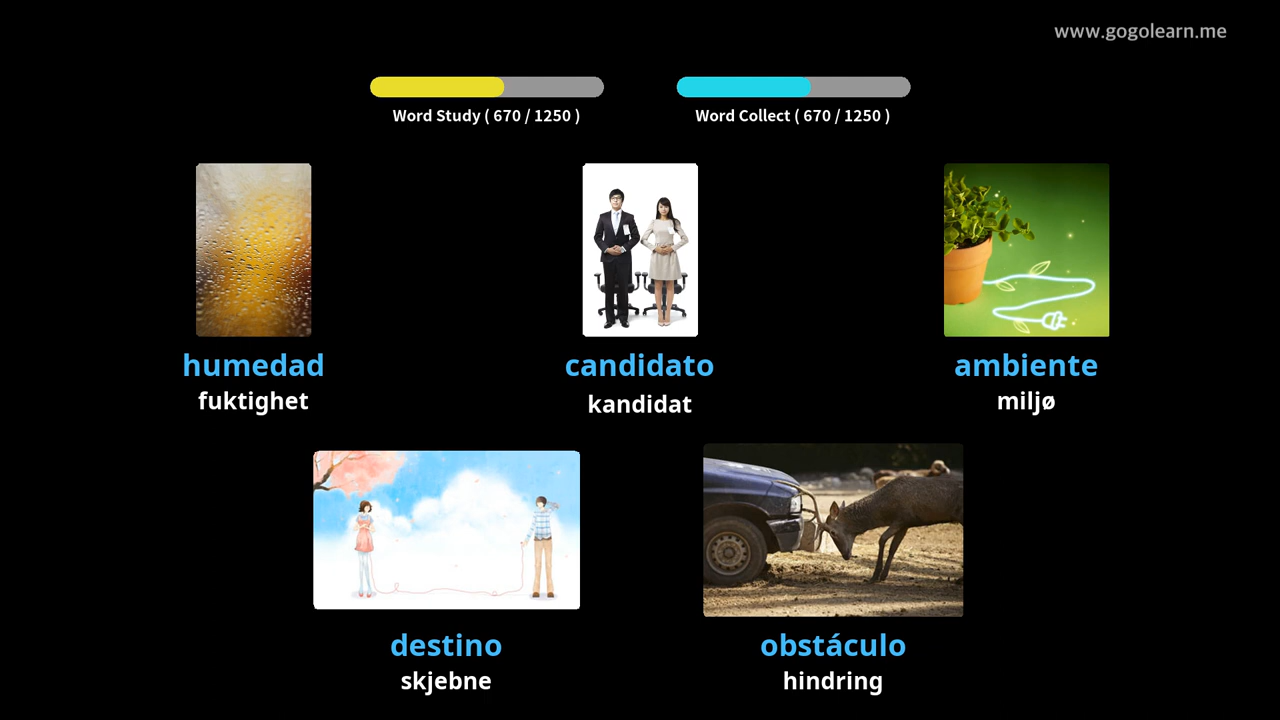 www.gogolearn.me
Word Study ( 670 / 1250 )
Word Collect ( 670 / 1250 )
humedad
fuktighet
candidato
kandidat
ambiente
miljø
destino
skjebne
obstáculo
hindring